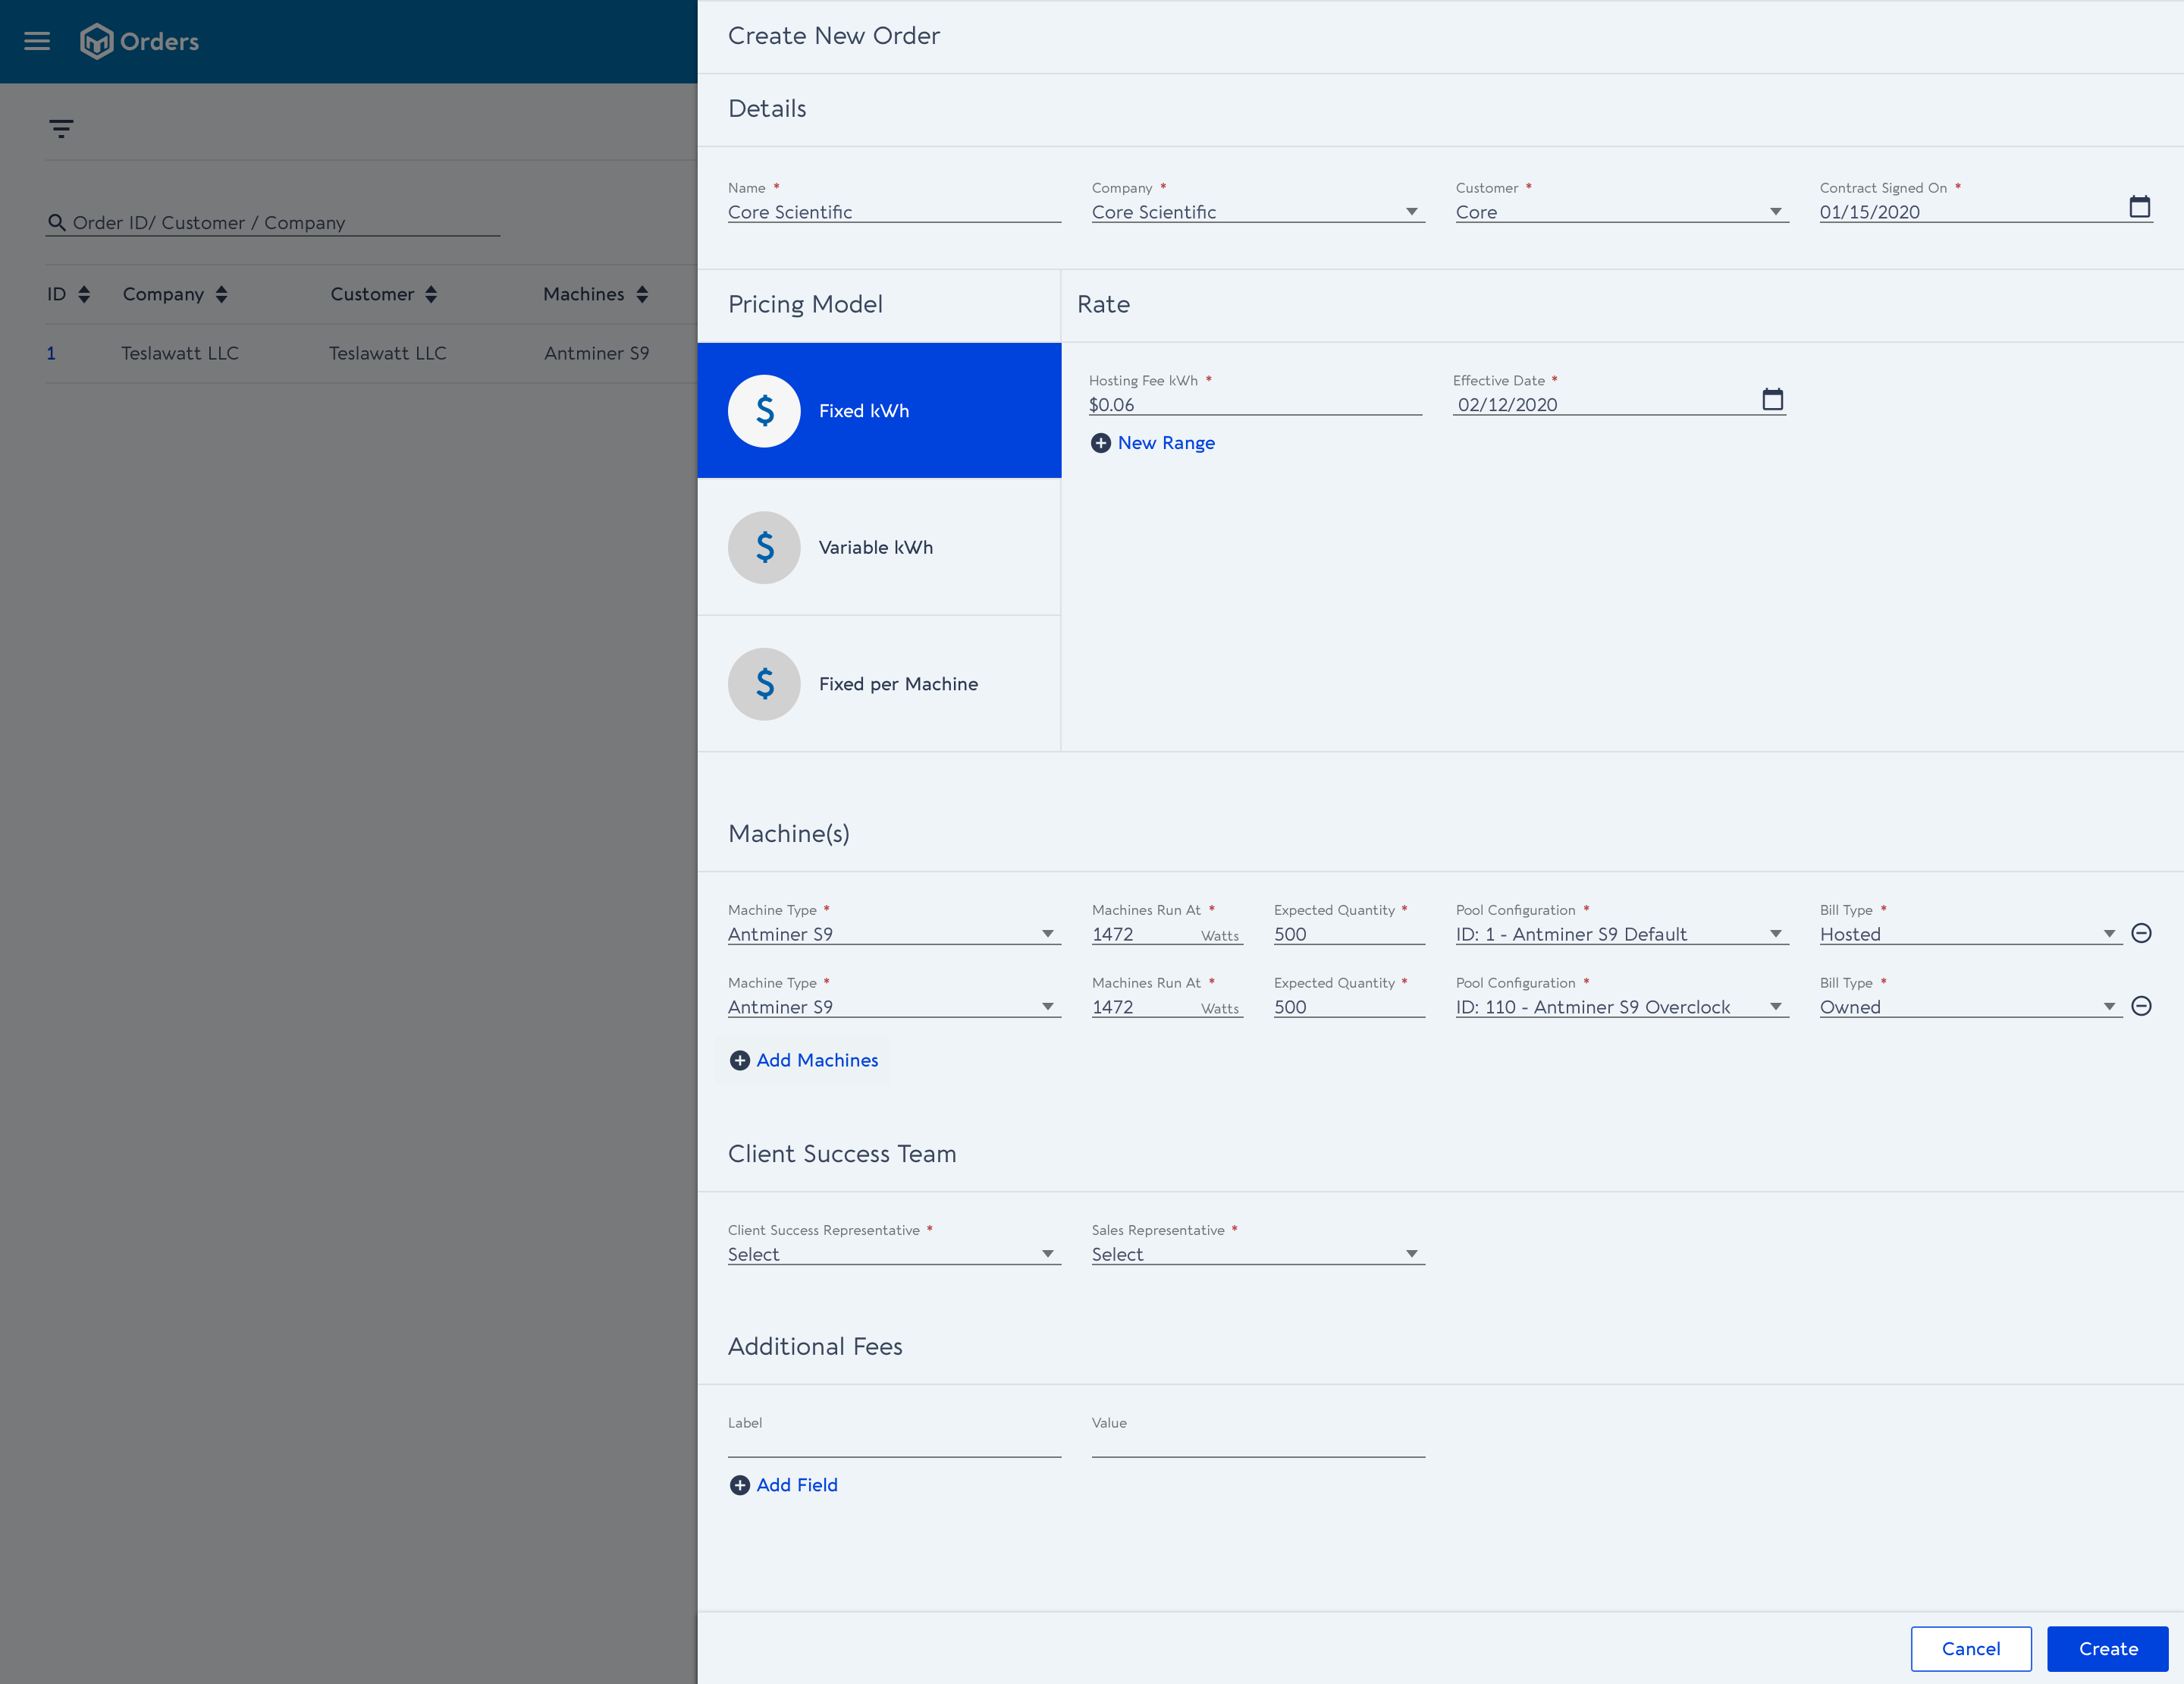 Orders
Order ID/ Customer / Company
ID Company Customer Machines
1 Teslawatt LLC Teslawatt LLC Antminer S9
Create New Order
Details
Name * Company * Customer * Contract Signed On *
Core Scientific Core Scientific Core 01/15/2020
Pricing Model Rate
Hosting Fee kWh * Effective Date *
$0.06 02/12/2020
$ Fixed kWh
New Range
$ Variable kWh
$ Fixed per Machine
Machine(s)
Machine Type * Machines Run At * Expected Quantity * Pool Configuration * Bill Type *
Antminer S9 1472 Watts 500 ID: 1 - Antminer S9 Default Hosted
Machine Type * Machines Run At * Expected Quantity * Pool Configuration * Bill Type *
Antminer S9 1472 Watts 500 ID: 110 - Antminer S9 Overclock Owned
Add Machines
Client Success Team
Client Success Representative * Sales Representative *
Select Select
Additional Fees
Label Value
Add Field
Cancel Create